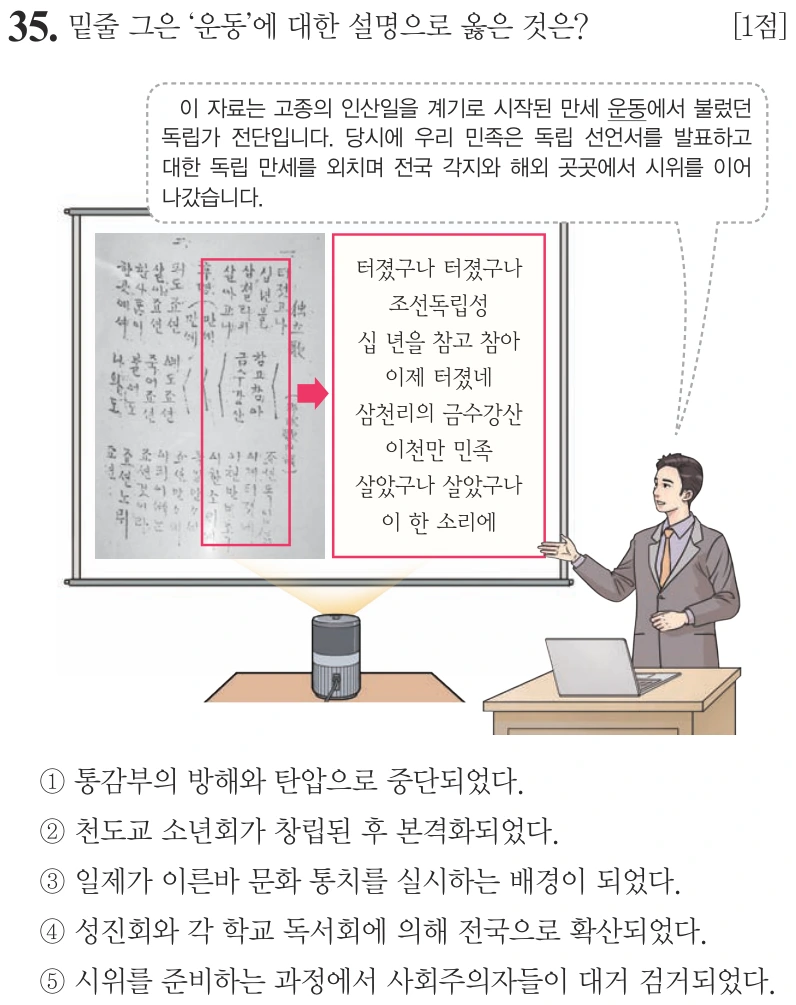 35. 밑줄 그은 ‘운동’에 대한 설명으로 옳은 것은? [1점]
이 자료는 고종의 인산일을 계기로 시작된 만세 운동에서 불렀던
독립가 전단입니다. 당시에 우리 민족은 독립 선언서를 발표하고
대한 독립 만세를 외치며 전국 각지와 해외 곳곳에서 시위를 이어
나갔습니다.
터졌구나 터졌구나
조선독립성
십 년을 참고 참아
이제 터졌네
삼천리의 금수강산
이천만 민족
살았구나 살았구나
이 한 소리에
① 통감부의 방해와 탄압으로 중단되었다.
② 천도교 소년회가 창립된 후 본격화되었다.
③ 일제가 이른바 문화 통치를 실시하는 배경이 되었다.
④ 성진회와 각 학교 독서회에 의해 전국으로 확산되었다.
⑤ 시위를 준비하는 과정에서 사회주의자들이 대거 검거되었다.